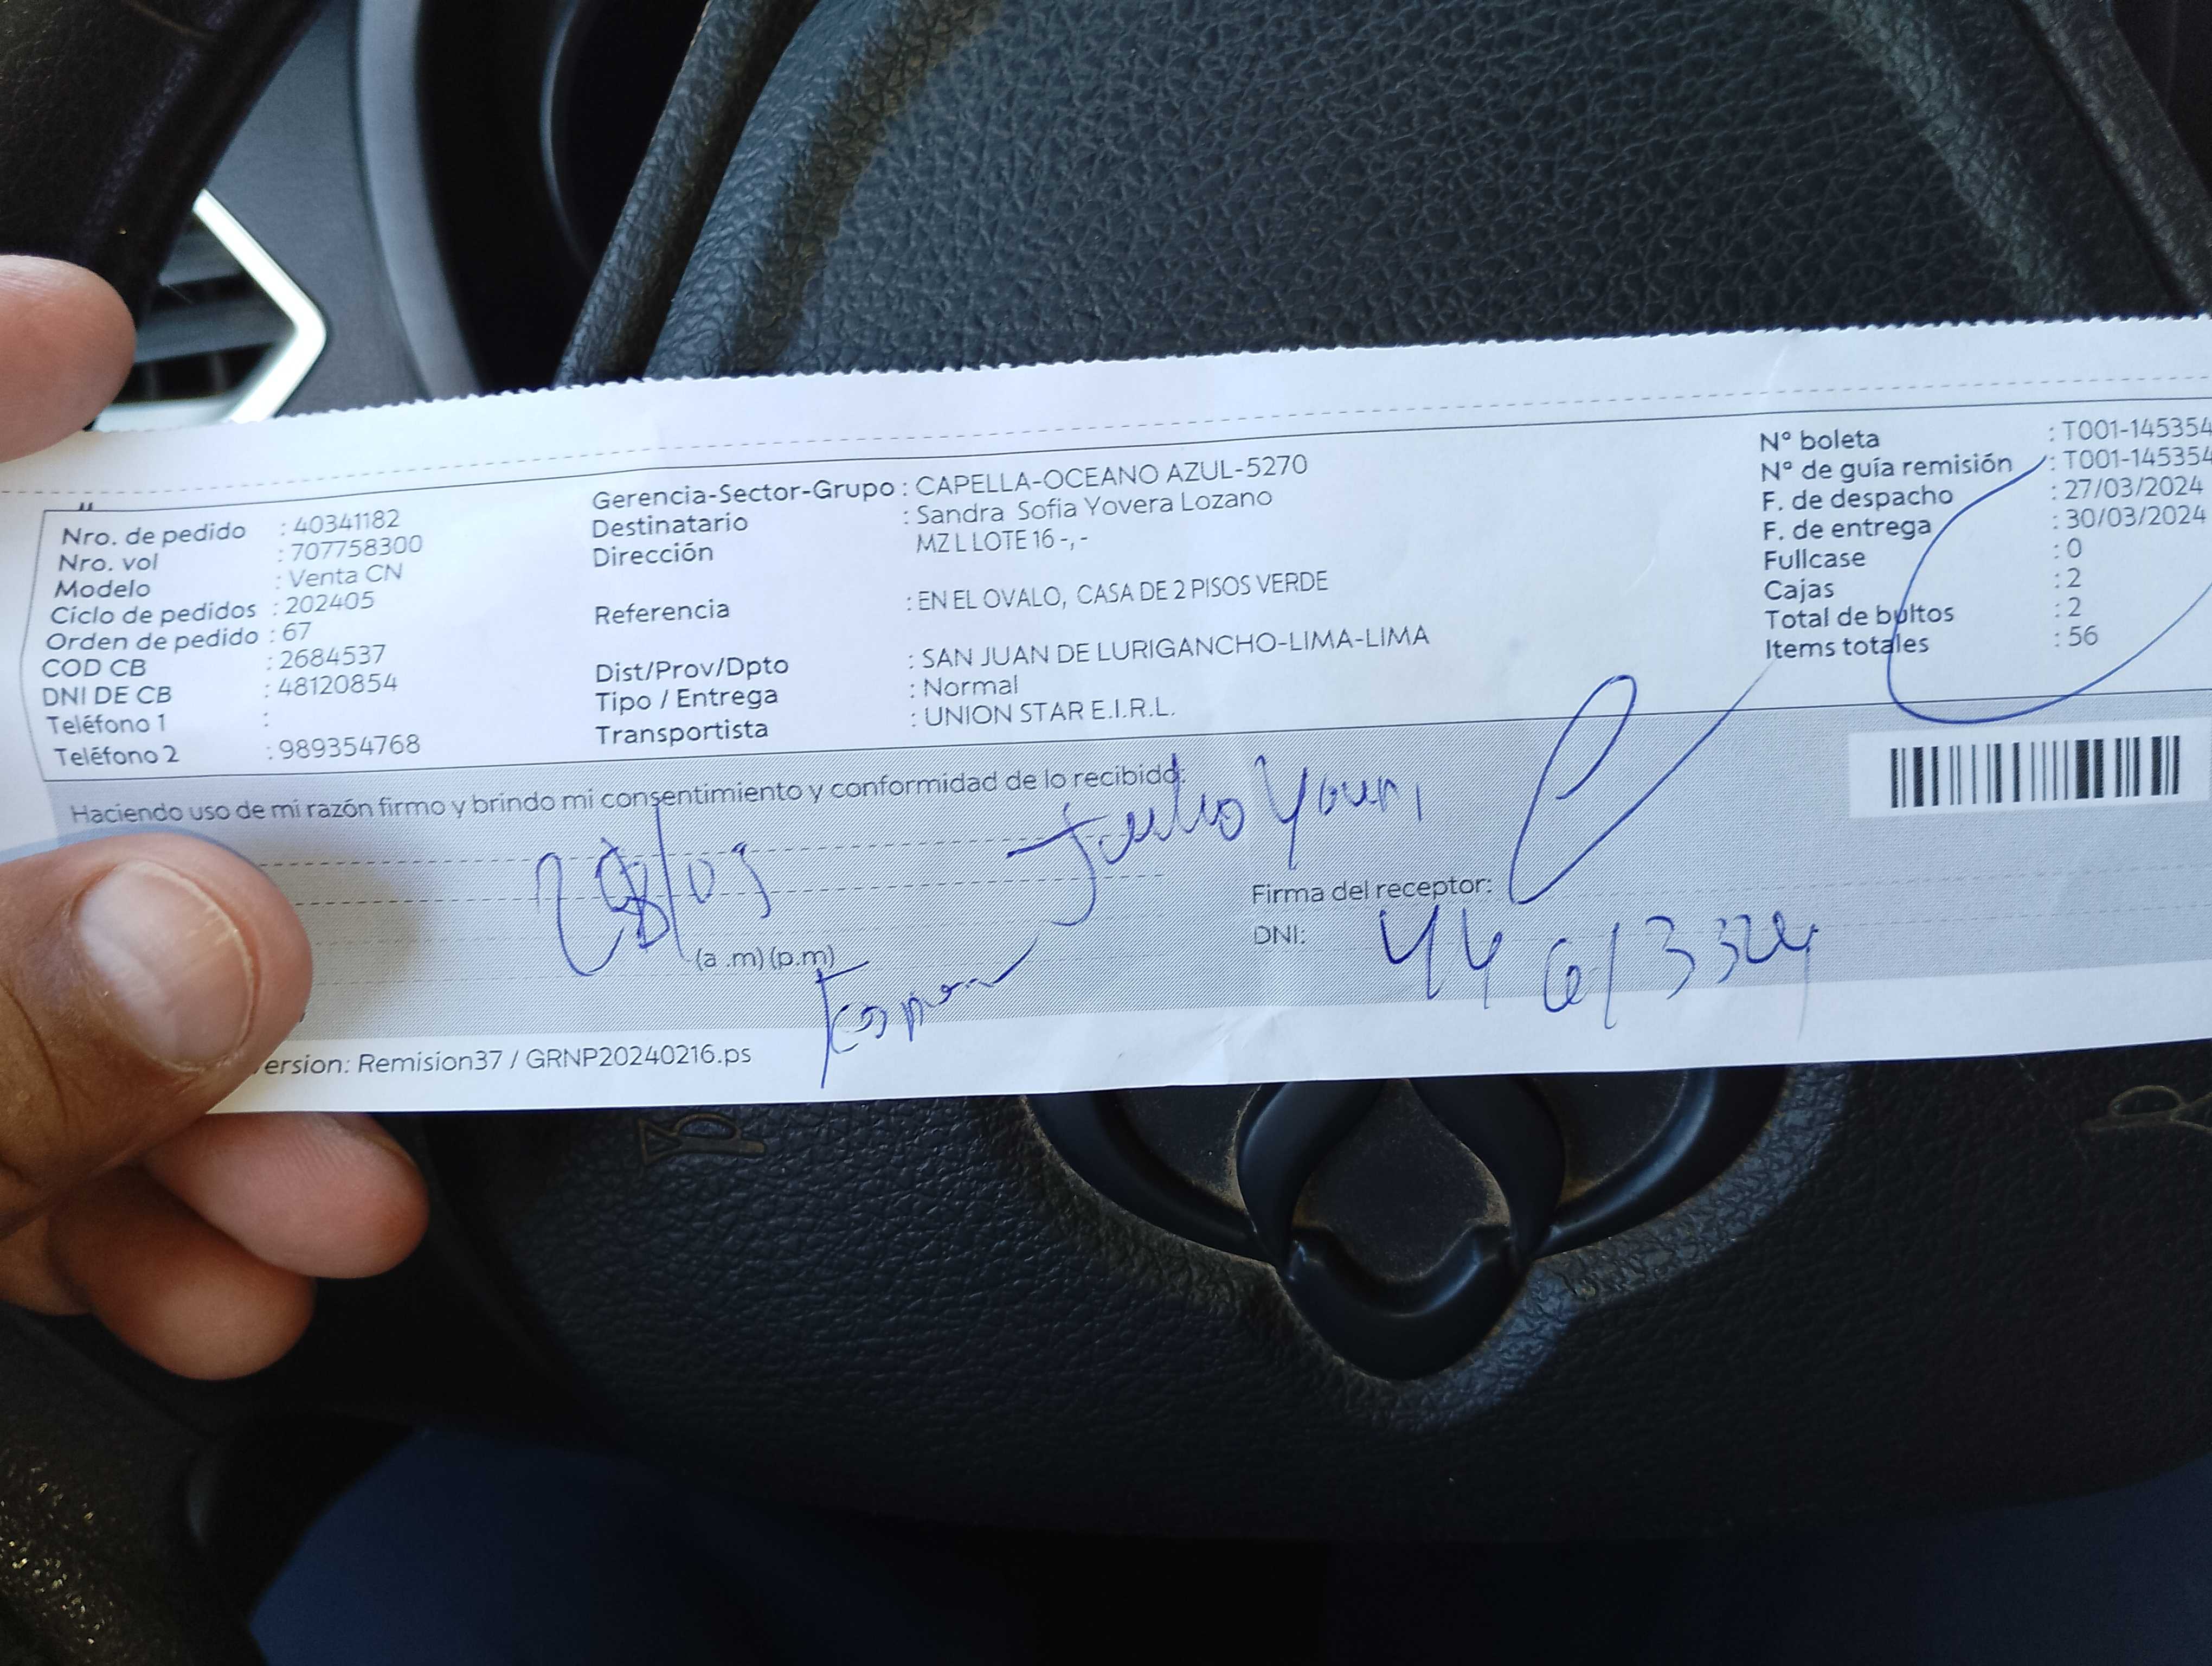 Nro. de pedido : 40341182
Nro. vol : 707758300
Modelo : Venta CN
Ciclo de pedidos : 202405
Orden de pedido : 67
COD CB : 2684537
DNI DE CB : 48120854
Teléfono 1 :
Teléfono 2 : 989354768
Gerencia-Sector-Grupo : CAPELLA-OCEANO AZUL-5270
Destinatario : Sandra Sofia Yovera Lozano
Dirección MZ L LOTE 16 -,-
Referencia : EN EL OVALO, CASA DE 2 PISOS VERDE
Dist/Prov/Dpto : SAN JUAN DE LURIGANCHO-LIMA-LIMA
Tipo / Entrega : Normal
Transportista : UNION STAR E.I.R.L.
N° boleta : T001-145354
N° de guía remisión : T001-145354
F. de despacho : 27/03/2024
F. de entrega : 30/03/2024
Fullcase : 0
Cajas : 2
Total de bultos : 2
Items totales : 56
Haciendo uso de mi razón firmo y brindo mi consentimiento y conformidad de lo recibido:
Julio
28/03
Firma del receptor:
(a .m) (p.m)
DNI: 44613324
ersion: Remision37 / GRNP20240216.ps